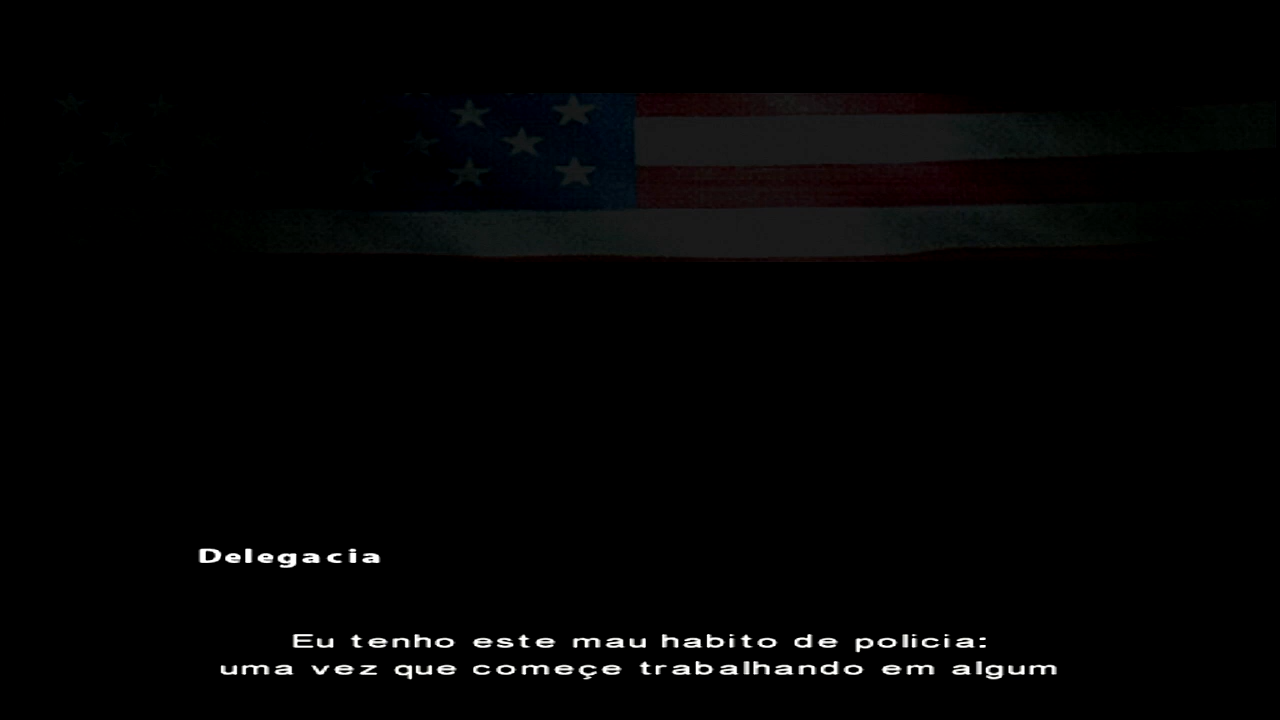 Delegacia
Eu tenho este mau habito de policia:
uma vez que começe trabalhando em algum